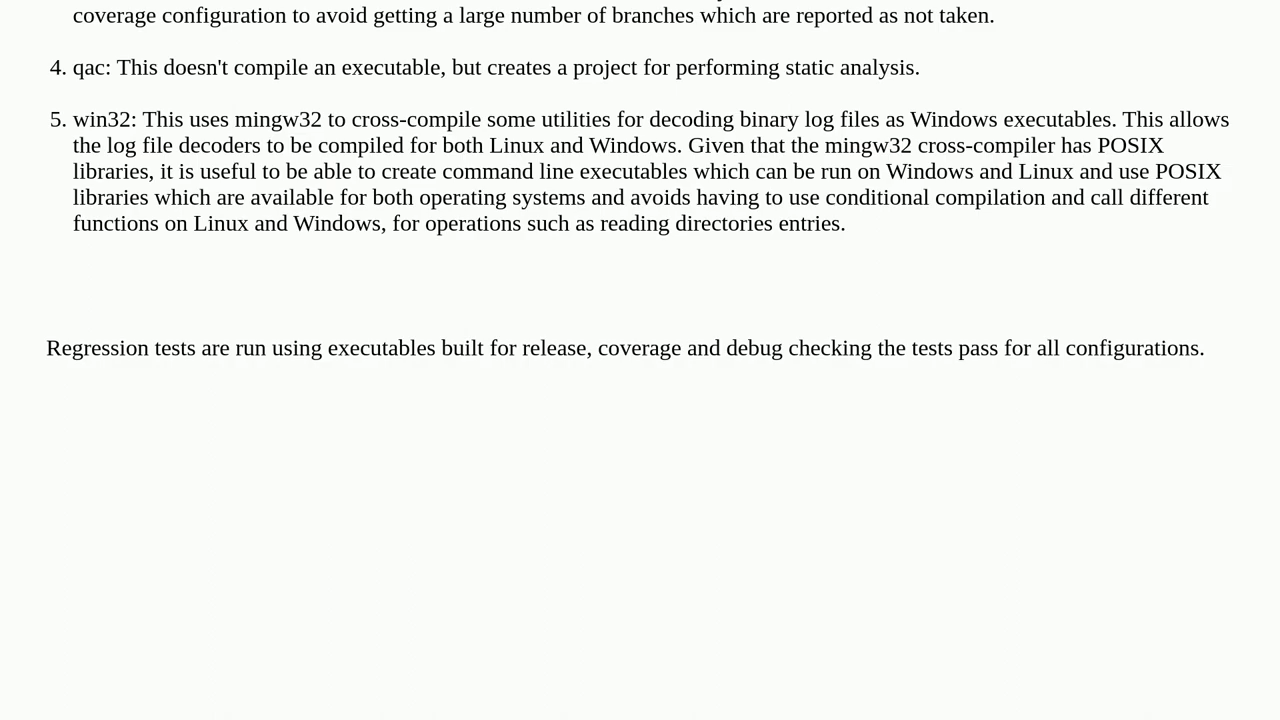 coverage configuration to avoid getting a large number of branches which are reported as not taken.
4. qac: This doesn't compile an executable, but creates a project for performing static analysis.
5. win32: This uses mingw32 to cross-compile some utilities for decoding binary log files as Windows executables. This allows
the log file decoders to be compiled for both Linux and Windows. Given that the mingw32 cross-compiler has POSIX
libraries, it is useful to be able to create command line executables which can be run on Windows and Linux and use POSIX
libraries which are available for both operating systems and avoids having to use conditional compilation and call different
functions on Linux and Windows, for operations such as reading directories entries.
Regression tests are run using executables built for release, coverage and debug checking the tests pass for all configurations.